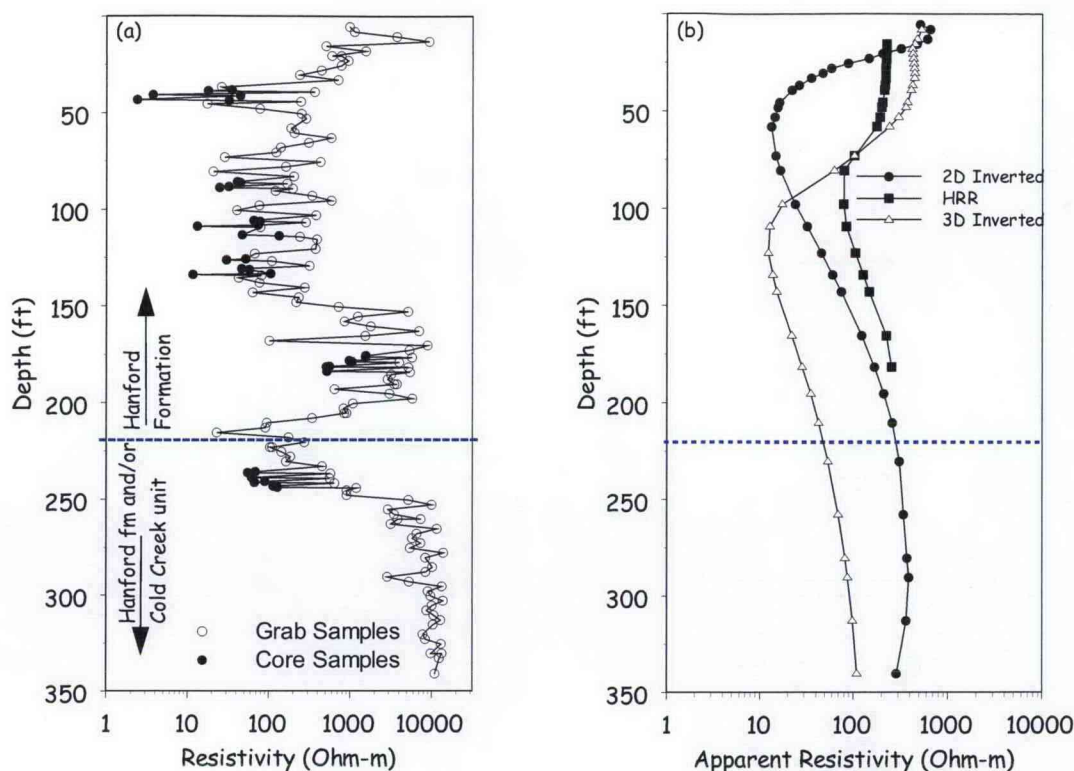 (a)
0
50
100
150
200
250
300
350
Depth (ft)
Hanford
Formation
Hanford fm and/or
Cold Creek unit
Grab Samples
Core Samples
1
10
100
1000
10000
Resistivity (Ohm-m)
(b)
0
50
100
150
200
250
300
350
Depth (ft)
2D Inverted
HRR
3D Inverted
1
10
100
1000
10000
Apparent Resistivity (Ohm-m)